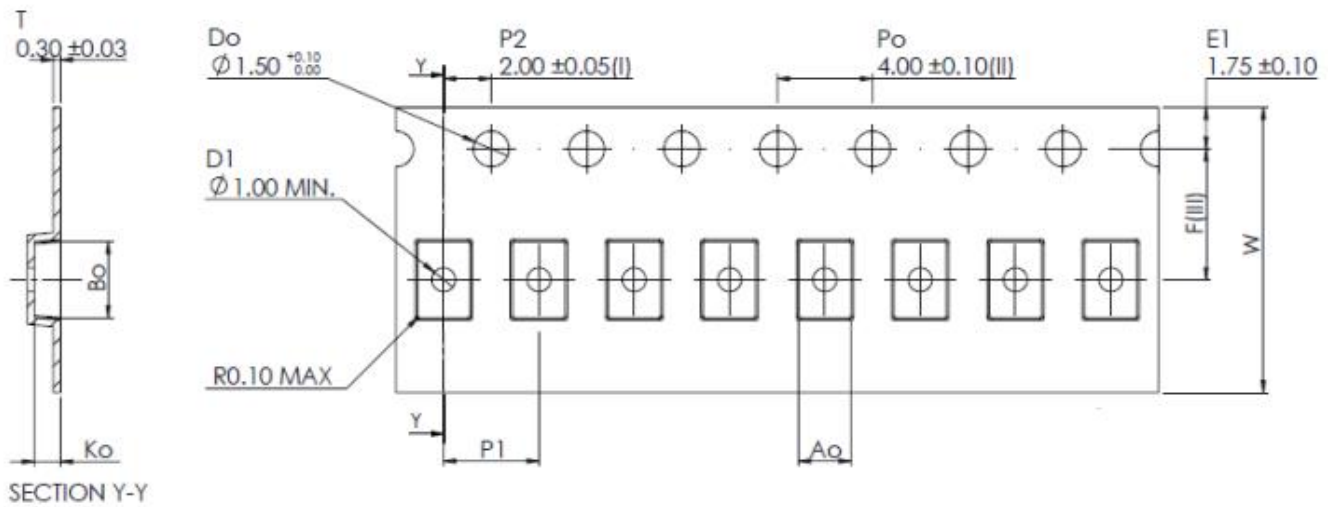 T
0.30 ±0.03
Do
∅ 1.50 +0.10 0.00
P2
2.00 ±0.05(I)
Po
4.00 ±0.10(II)
E1
1.75 ±0.10
Y
D1
∅ 1.00 MIN.
F(III)
W
Bo
R0.10 MAX
Y
Ko
P1
Ao
SECTION Y-Y